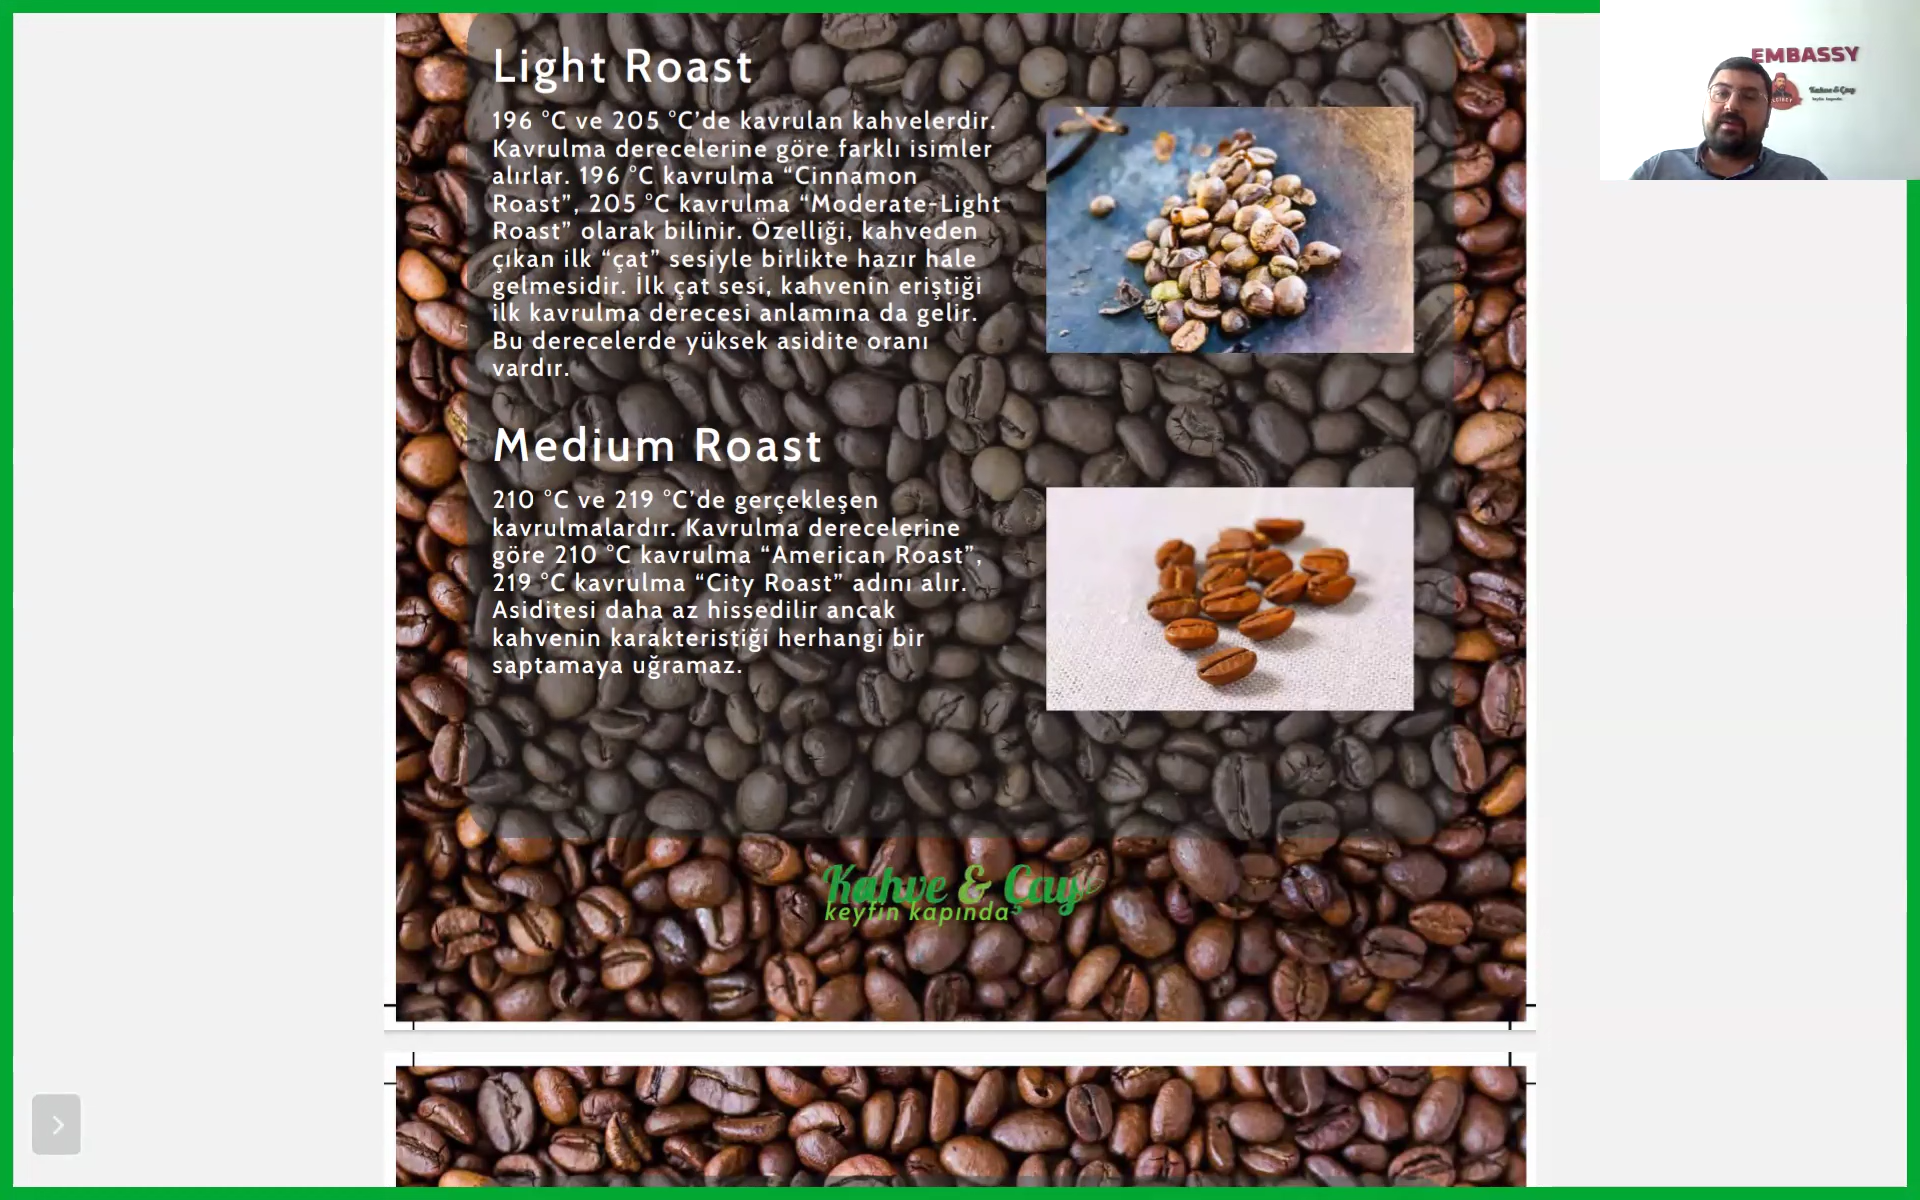 Light Roast
196 °C ve 205 °C’de kavrulan kahvelerdir.
Kavrulma derecelerine göre farklı isimler
alırlar. 196 °C kavrulma “Cinnamon
Roast”, 205 °C kavrulma “Moderate-Light
Roast” olarak bilinir. Özelliği, kahveden
çıkan ilk “çat” sesiyle birlikte hazır hale
gelmesidir. İlk çat sesi, kahvenin eriştiği
ilk kavrulma derecesi anlamına da gelir.
Bu derecelerde yüksek asidite oranı
vardır.
Medium Roast
210 °C ve 219 °C’de gerçekleşen
kavrulmalardır. Kavrulma derecelerine
göre 210 °C kavrulma “American Roast”,
219 °C kavrulma “City Roast” adını alır.
Asiditesi daha az hissedilir ancak
kahvenin karakteristiği herhangi bir
saptamaya uğramaz.
Kahve & Çay
keyfin kapında
EMBASSY
Kahve & Çay